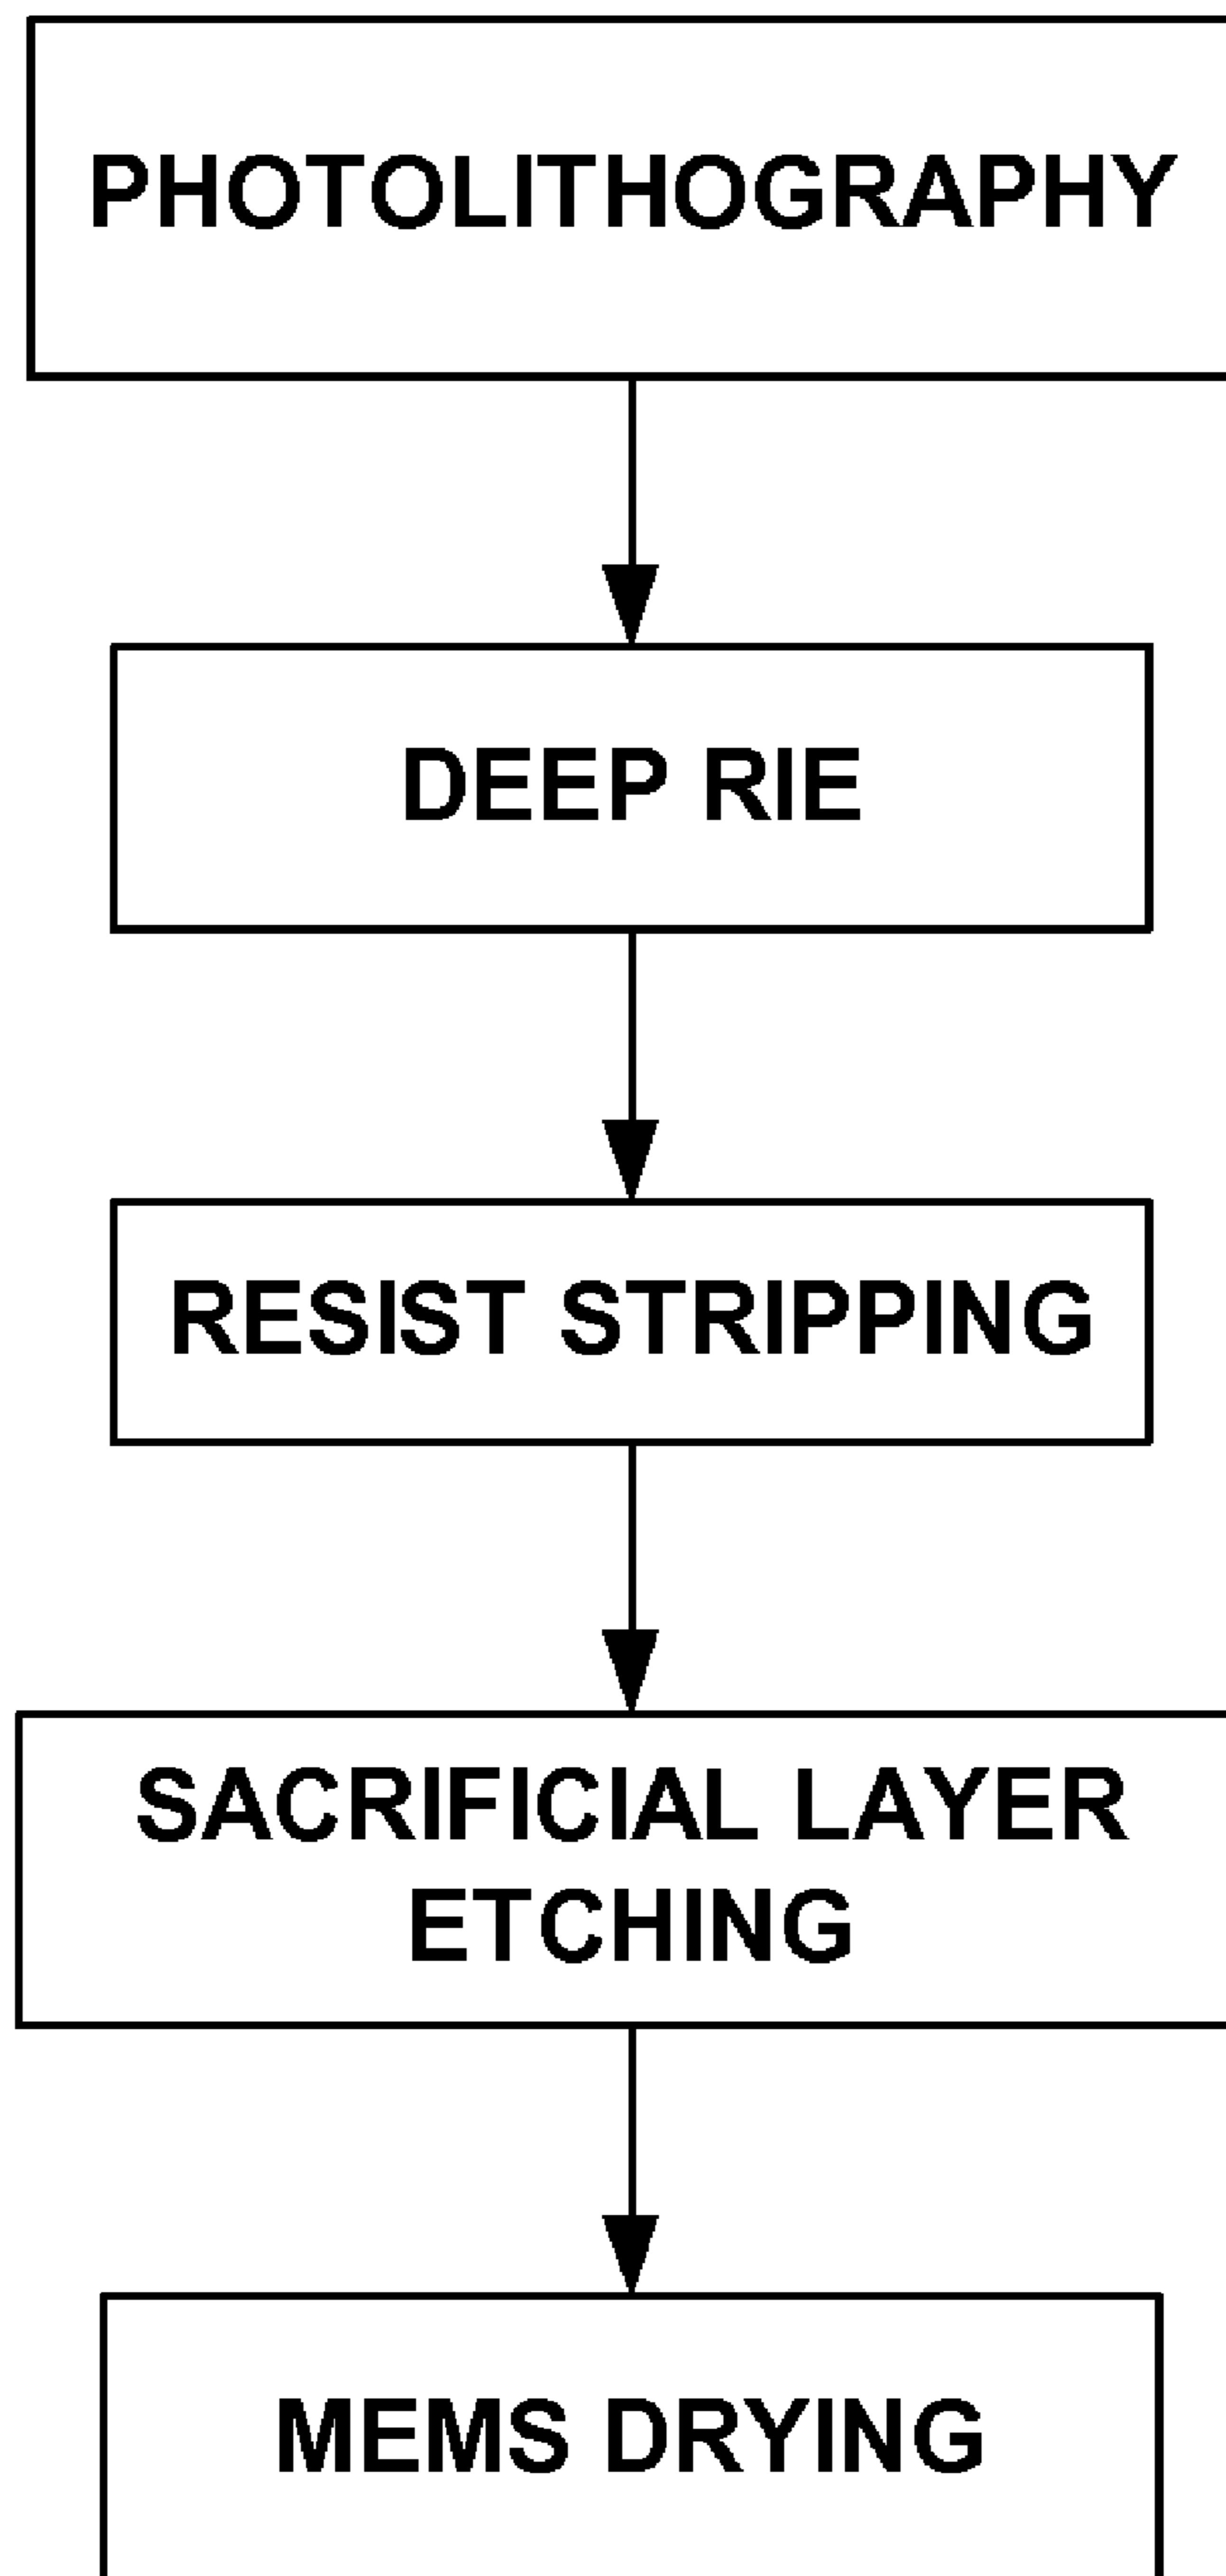 PHOTOLITHOGRAPHY
DEEP RIE
RESIST STRIPPING
SACRIFICIAL LAYER
ETCHING
MEMS DRYING